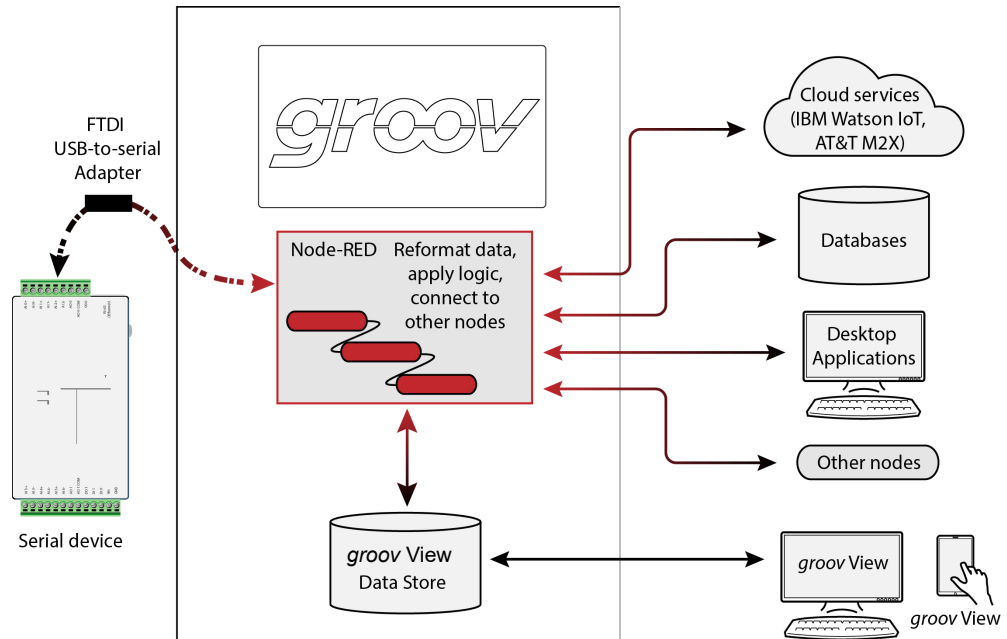 groov
FTDI
USB-to-serial
Adapter
Serial device
Node-RED
Reformat data,
apply logic,
connect to
other nodes
groov View
Data Store
Cloud services
(IBM Watson IoT,
AT&T M2X)
Databases
Desktop
Applications
Other nodes
groov View
groov View